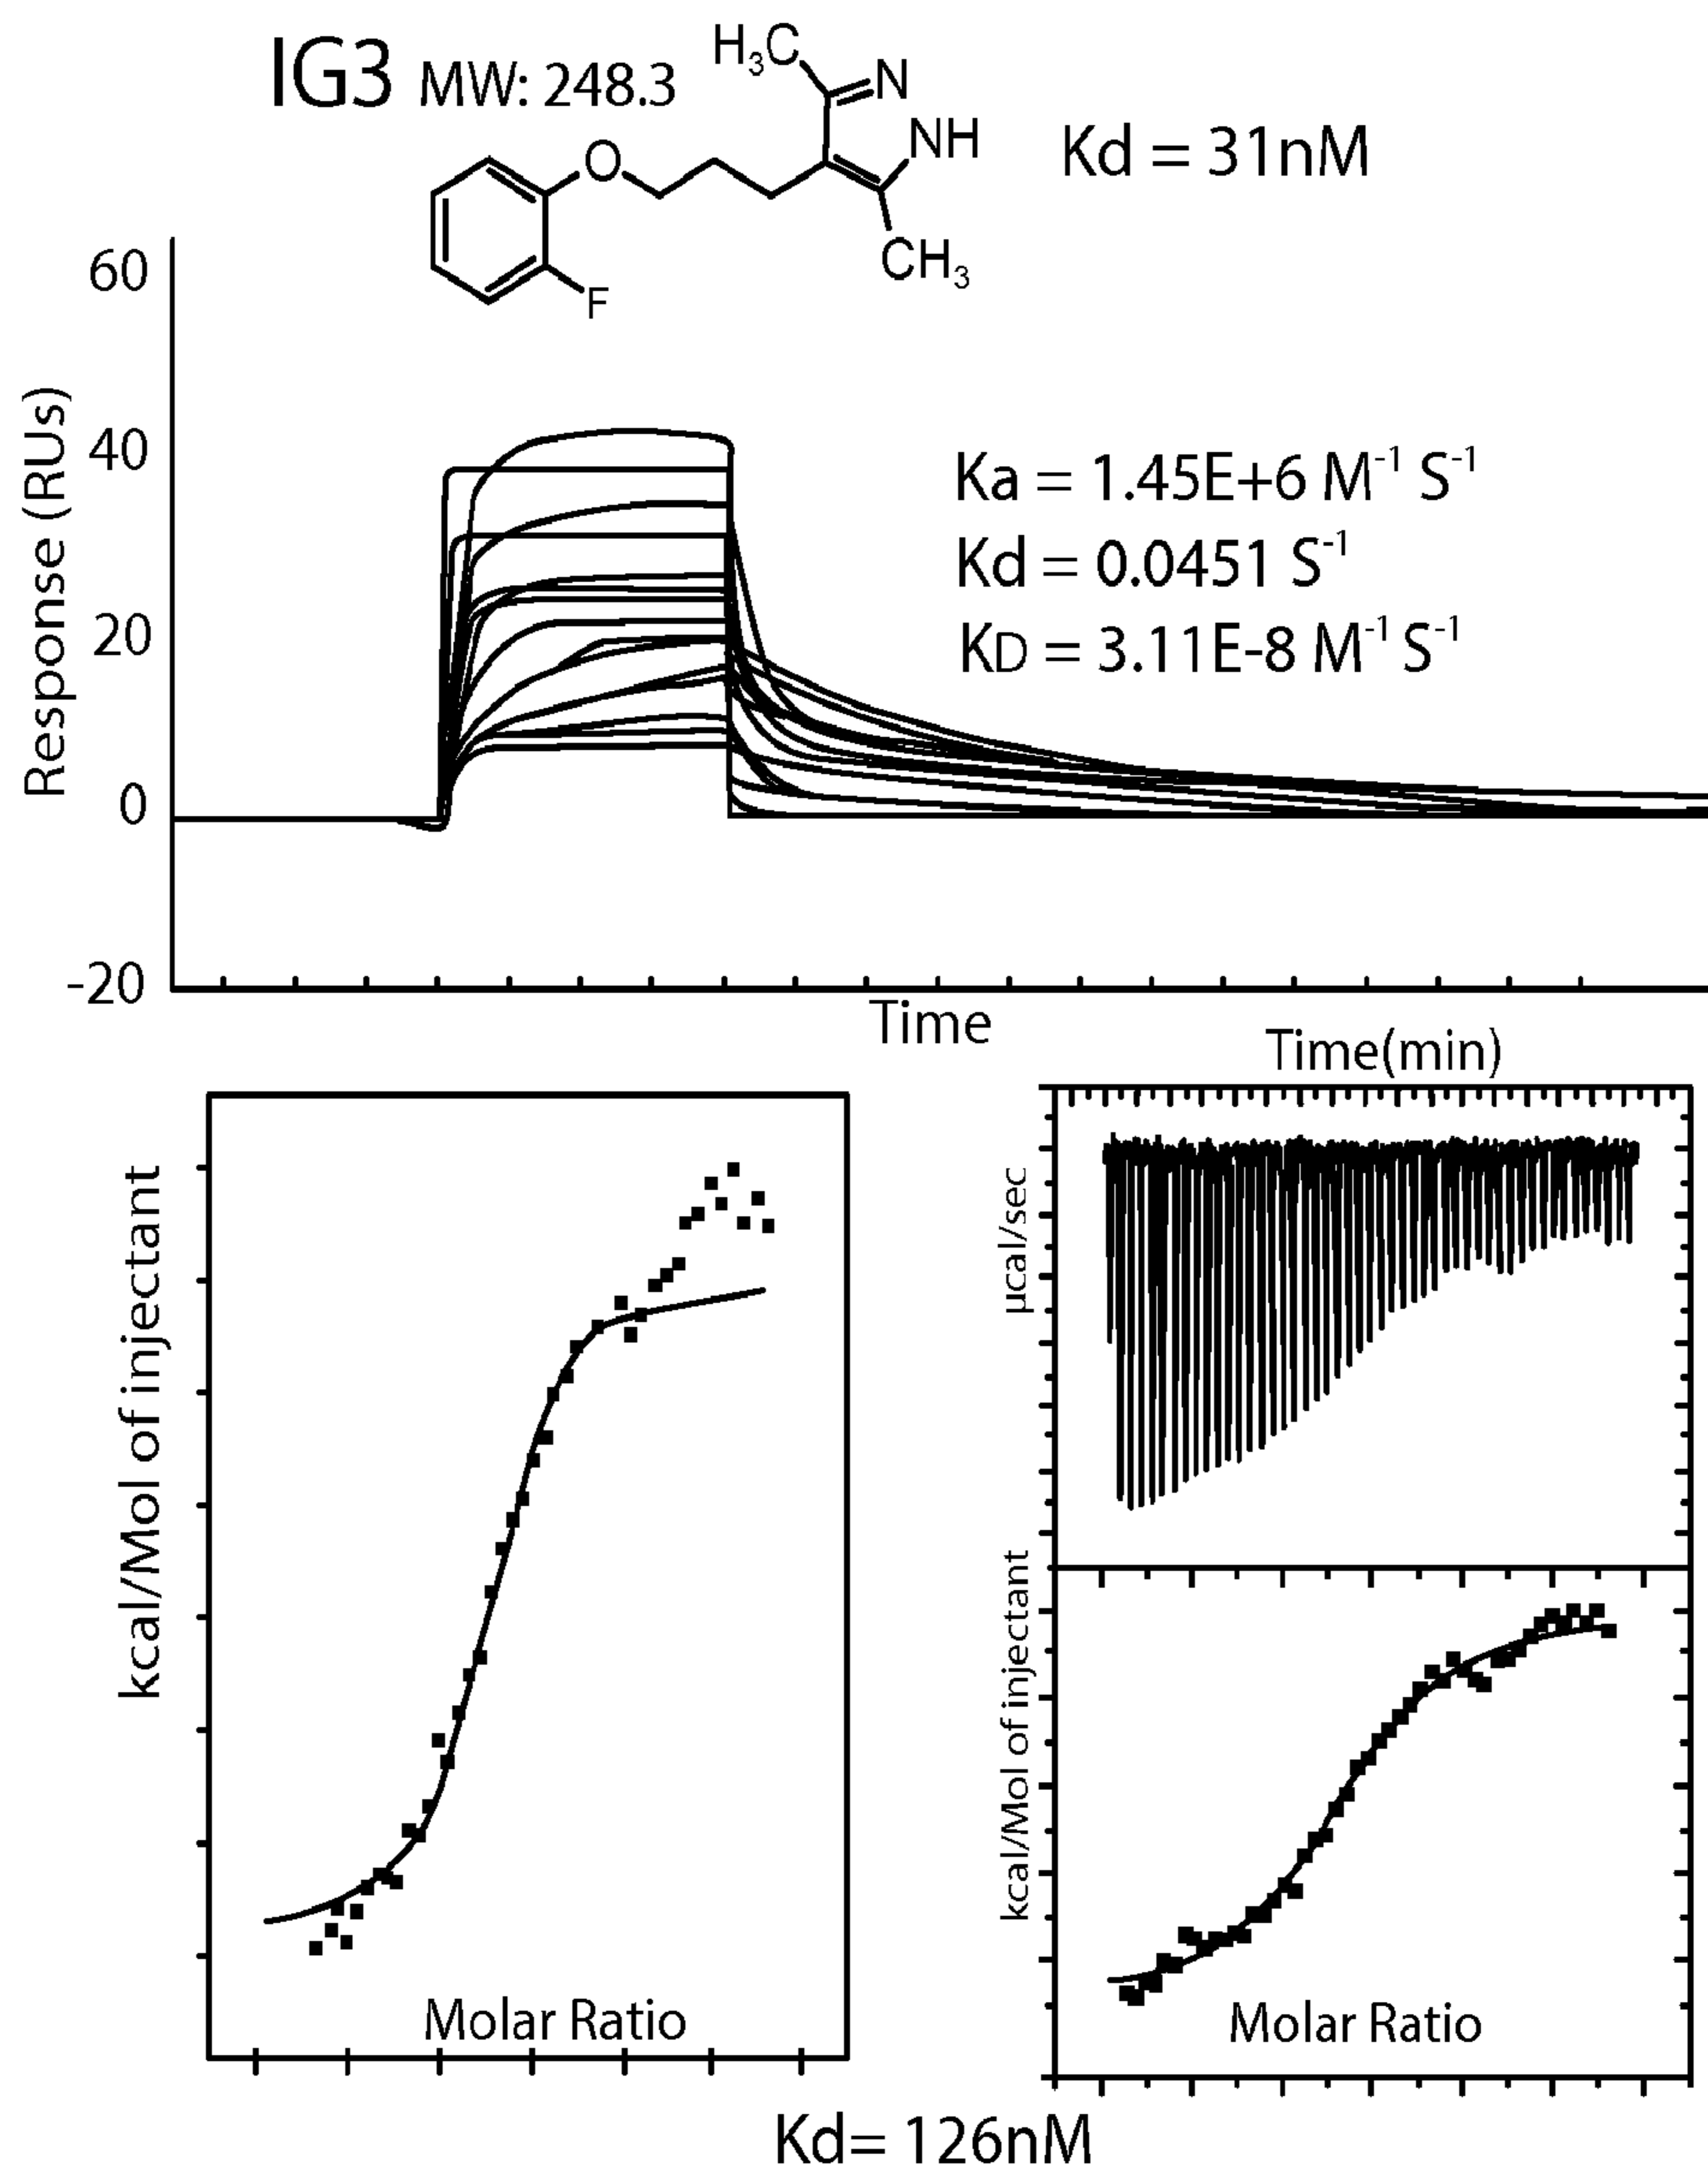 IG3 MW: 248.3
H3C
N
NH
O
CH3
F
Kd = 31nM
60
40
20
0
-20
Response (RUs)
Ka = 1.45E+6 M-1 S-1
Kd = 0.0451 S-1
KD = 3.11E-8 M-1 S-1
Time
kcal/Mol of injectant
Molar Ratio
Time(min)
µcal/sec
kcal/Mol of injectant
Molar Ratio
Kd= 126nM